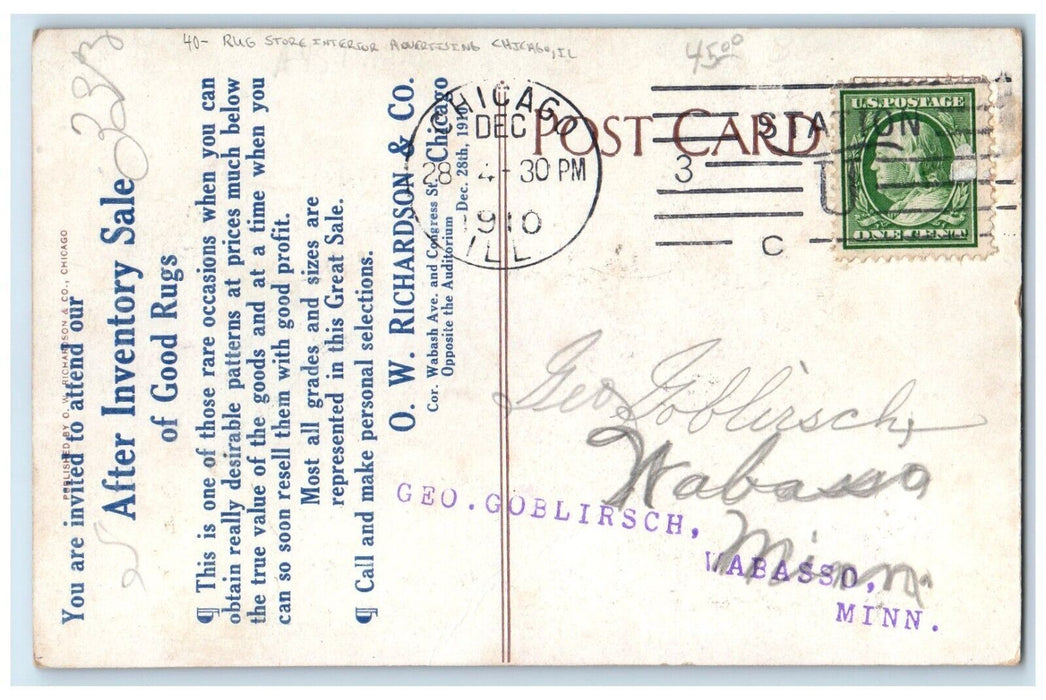 40- RUG STORE INTERIOR ADVERTISING CHICAGO, IL
45.00
233
25
PUBLISHED BY O. W. RICHARDSON & CO., CHICAGO
You are invited to attend our
After Inventory Sale
of Good Rugs
¶ This is one of those rare occasions when you can
obtain really desirable patterns at prices much below
the true value of the goods and at a time when you
can so soon resell them with good profit.
Most all grades and sizes are
represented in this Great Sale.
¶ Call and make personal selections.
O. W. RICHARDSON & CO.
Cor. Wabash Ave. and Congress St., Chicago
Opposite the Auditorium Dec. 28th, 1910
CHICAGO
DEC
28 4-30 PM
1910
ILL
POST CARD
STATION
3 U
C
U.S. POSTAGE
ONE CENT
Geo Goblirsch,
Wabasso
Minn.
GEO. GOBLIRSCH,
WABASSO,
MINN.